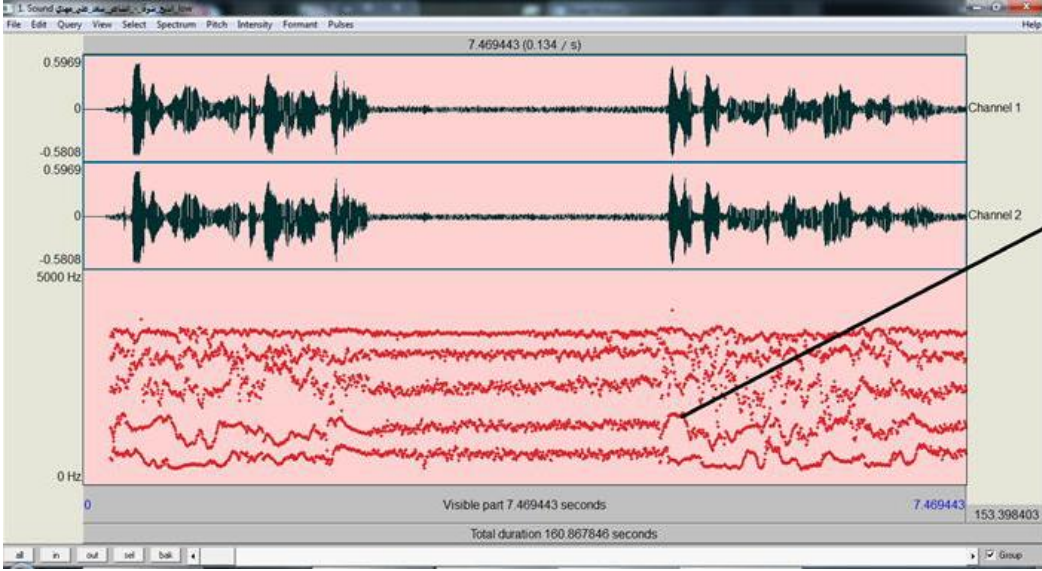 1. Sound
File Edit Query View Select Spectrum Pitch Intensity Formant Pulses Help
7.469443 (0.134 / s)
0.5969
0
Channel 1
-0.5808
0.5969
0
Channel 2
-0.5808
5000 Hz
0 Hz
0 Visible part 7.469443 seconds 7.469443
153.398403
Total duration 160.867846 seconds
all in out sel bak Group